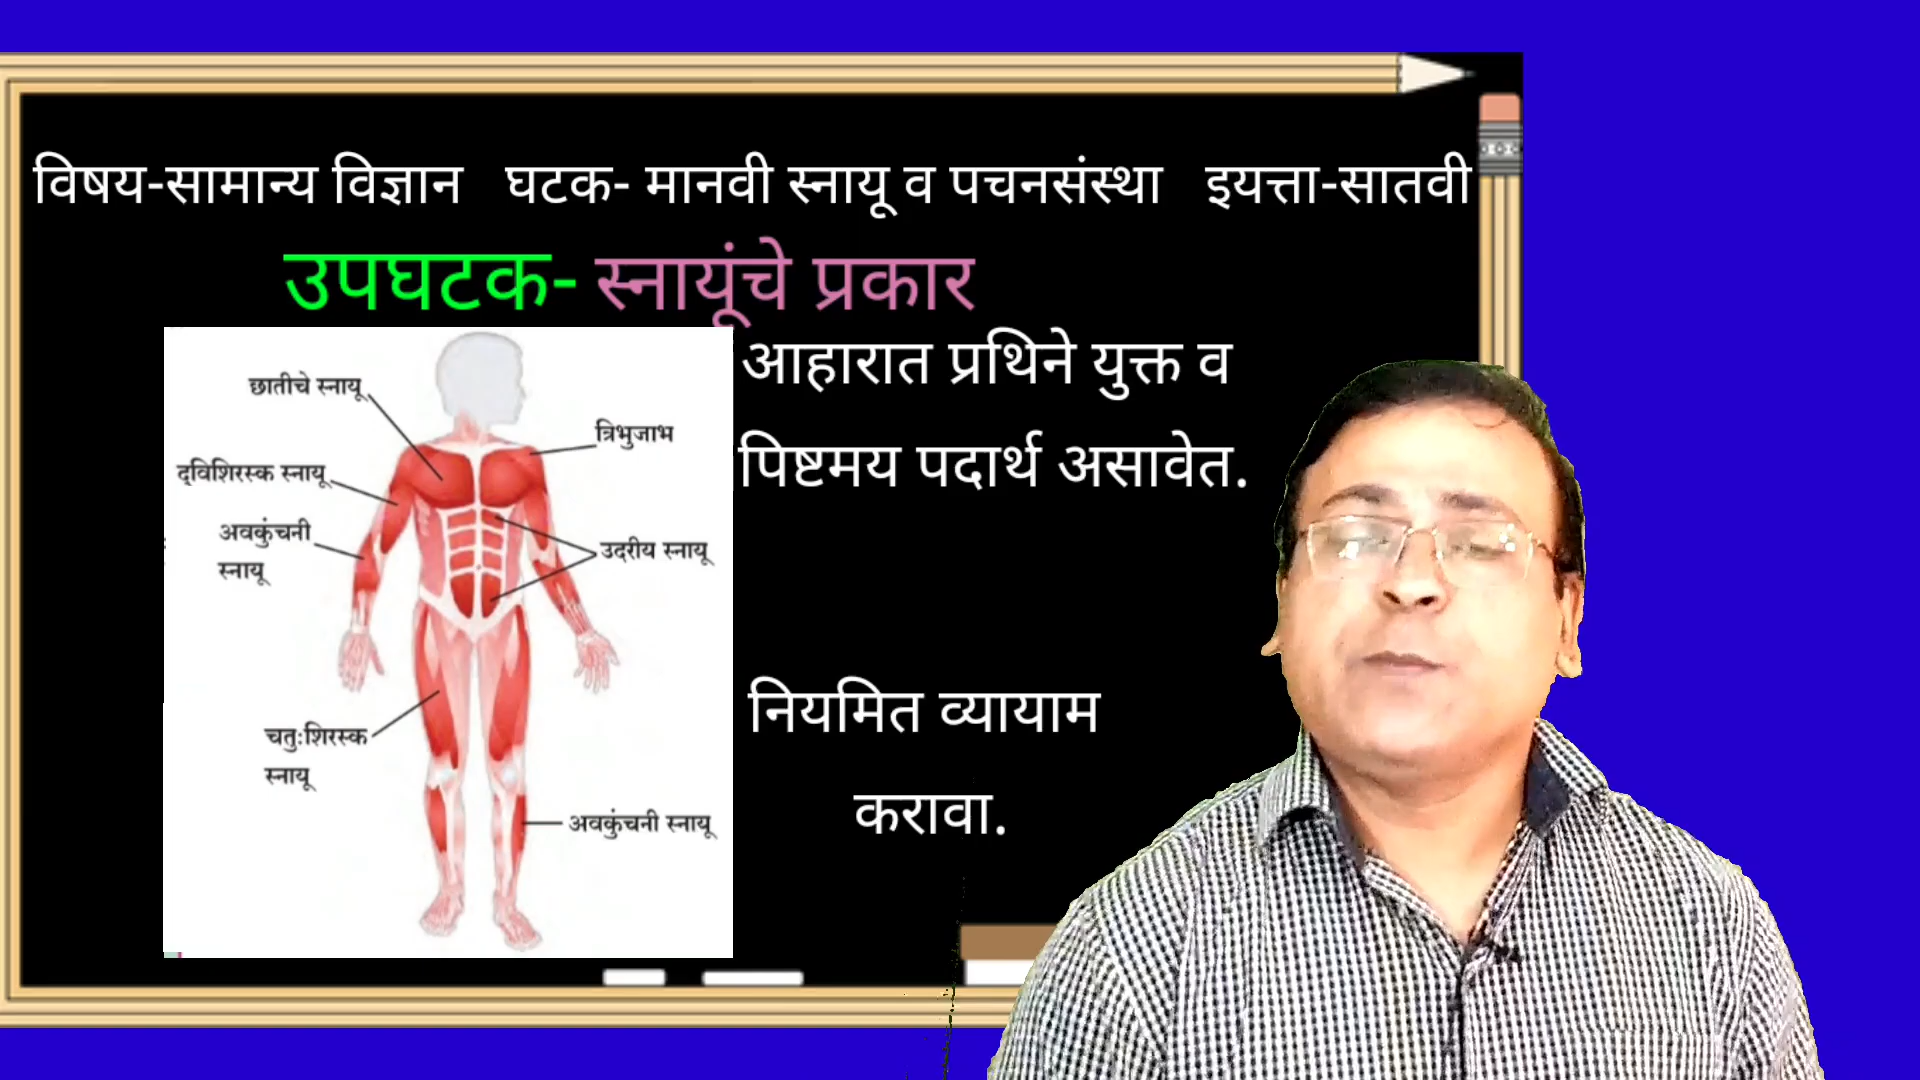 विषय-सामान्य विज्ञान घटक- मानवी स्नायू व पचनसंस्था इयत्ता-सातवी
उपघटक- स्नायूंचे प्रकार
आहारात प्रथिने युक्त व
पिष्टमय पदार्थ असावेत.
नियमित व्यायाम
करावा.
छातीचे स्नायू
त्रिभुजाभ
द्विशिरस्क स्नायू
अवकुंचनी
स्नायू
उदरीय स्नायू
चतुःशिरस्क
स्नायू
अवकुंचनी स्नायू